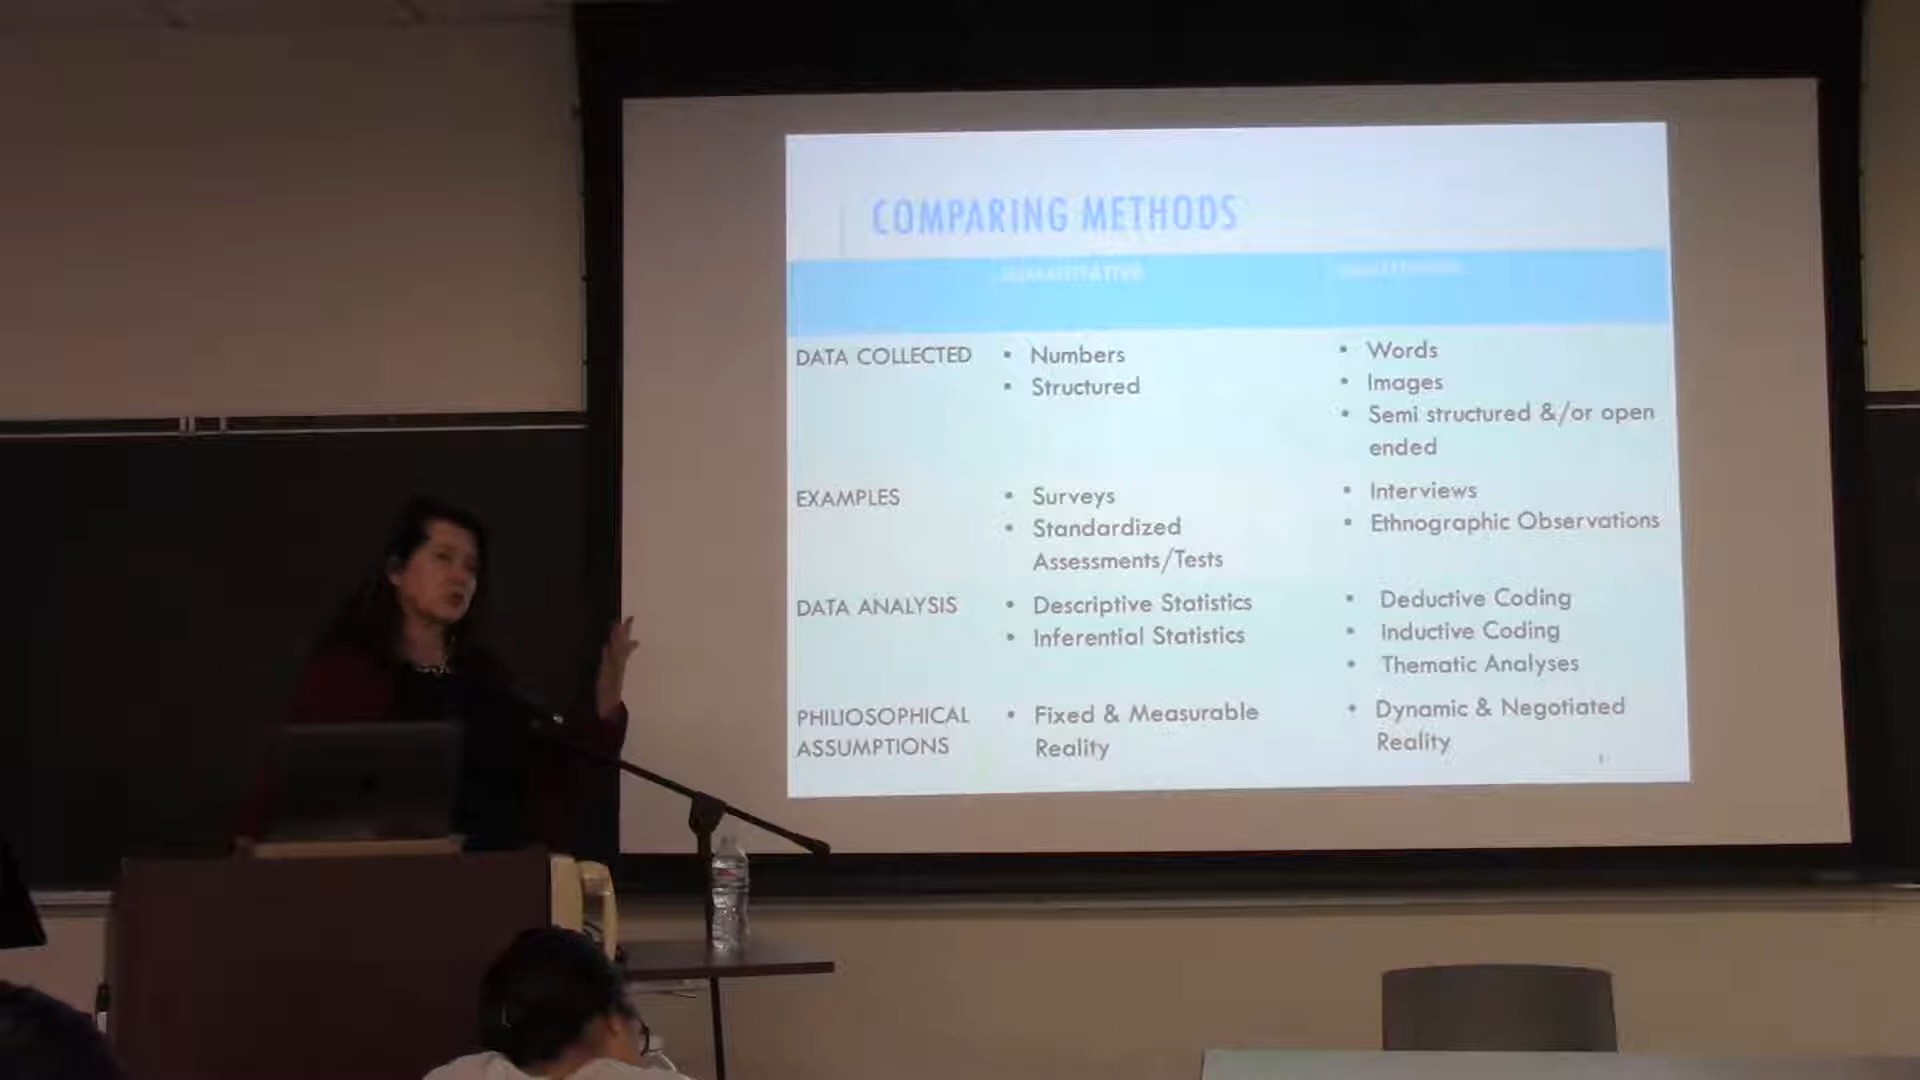 COMPARING METHODS
QUANTITATIVE
DATA COLLECTED
• Numbers
• Structured
• Words
• Images
• Semi structured &/or open
ended
EXAMPLES
• Surveys
• Standardized
Assessments/Tests
• Interviews
• Ethnographic Observations
DATA ANALYSIS
• Descriptive Statistics
• Inferential Statistics
• Deductive Coding
• Inductive Coding
• Thematic Analyses
PHILIOSOPHICAL
ASSUMPTIONS
• Fixed & Measurable
Reality
• Dynamic & Negotiated
Reality